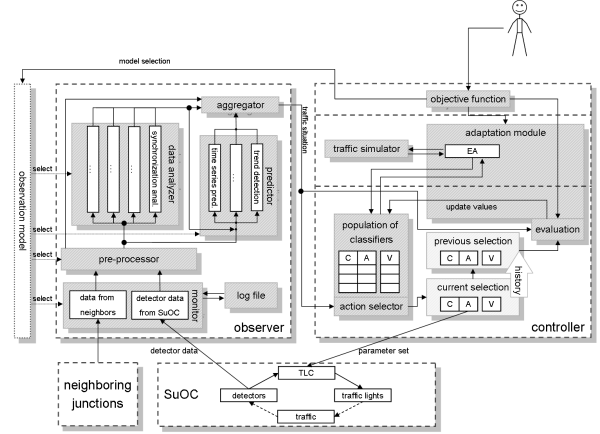 model selection
aggregator
objective function
traffic situation
adaptation module
traffic simulator
EA
observation model
select
...
...
...
synchronization anal.
data analyzer
time series pred.
...
trend detection
predictor
select
update values
population of
classifiers
C A V
evaluation
previous selection
C A V
select
pre-processor
history
current selection
C A V
select
data from
neighbors
detector data
from SuOC
monitor
log file
observer
action selector
controller
detector data
parameter set
neighboring
junctions
SuOC
TLC
detectors
traffic lights
traffic